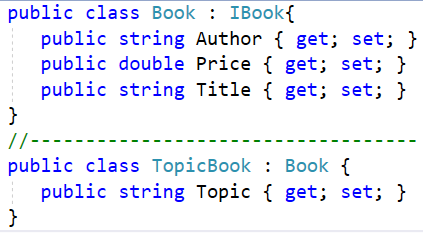 public class Book : IBook{
public string Author { get; set; }
public double Price { get; set; }
public string Title { get; set; }
}
//-----------------------------------
public class TopicBook : Book {
public string Topic { get; set; }
}